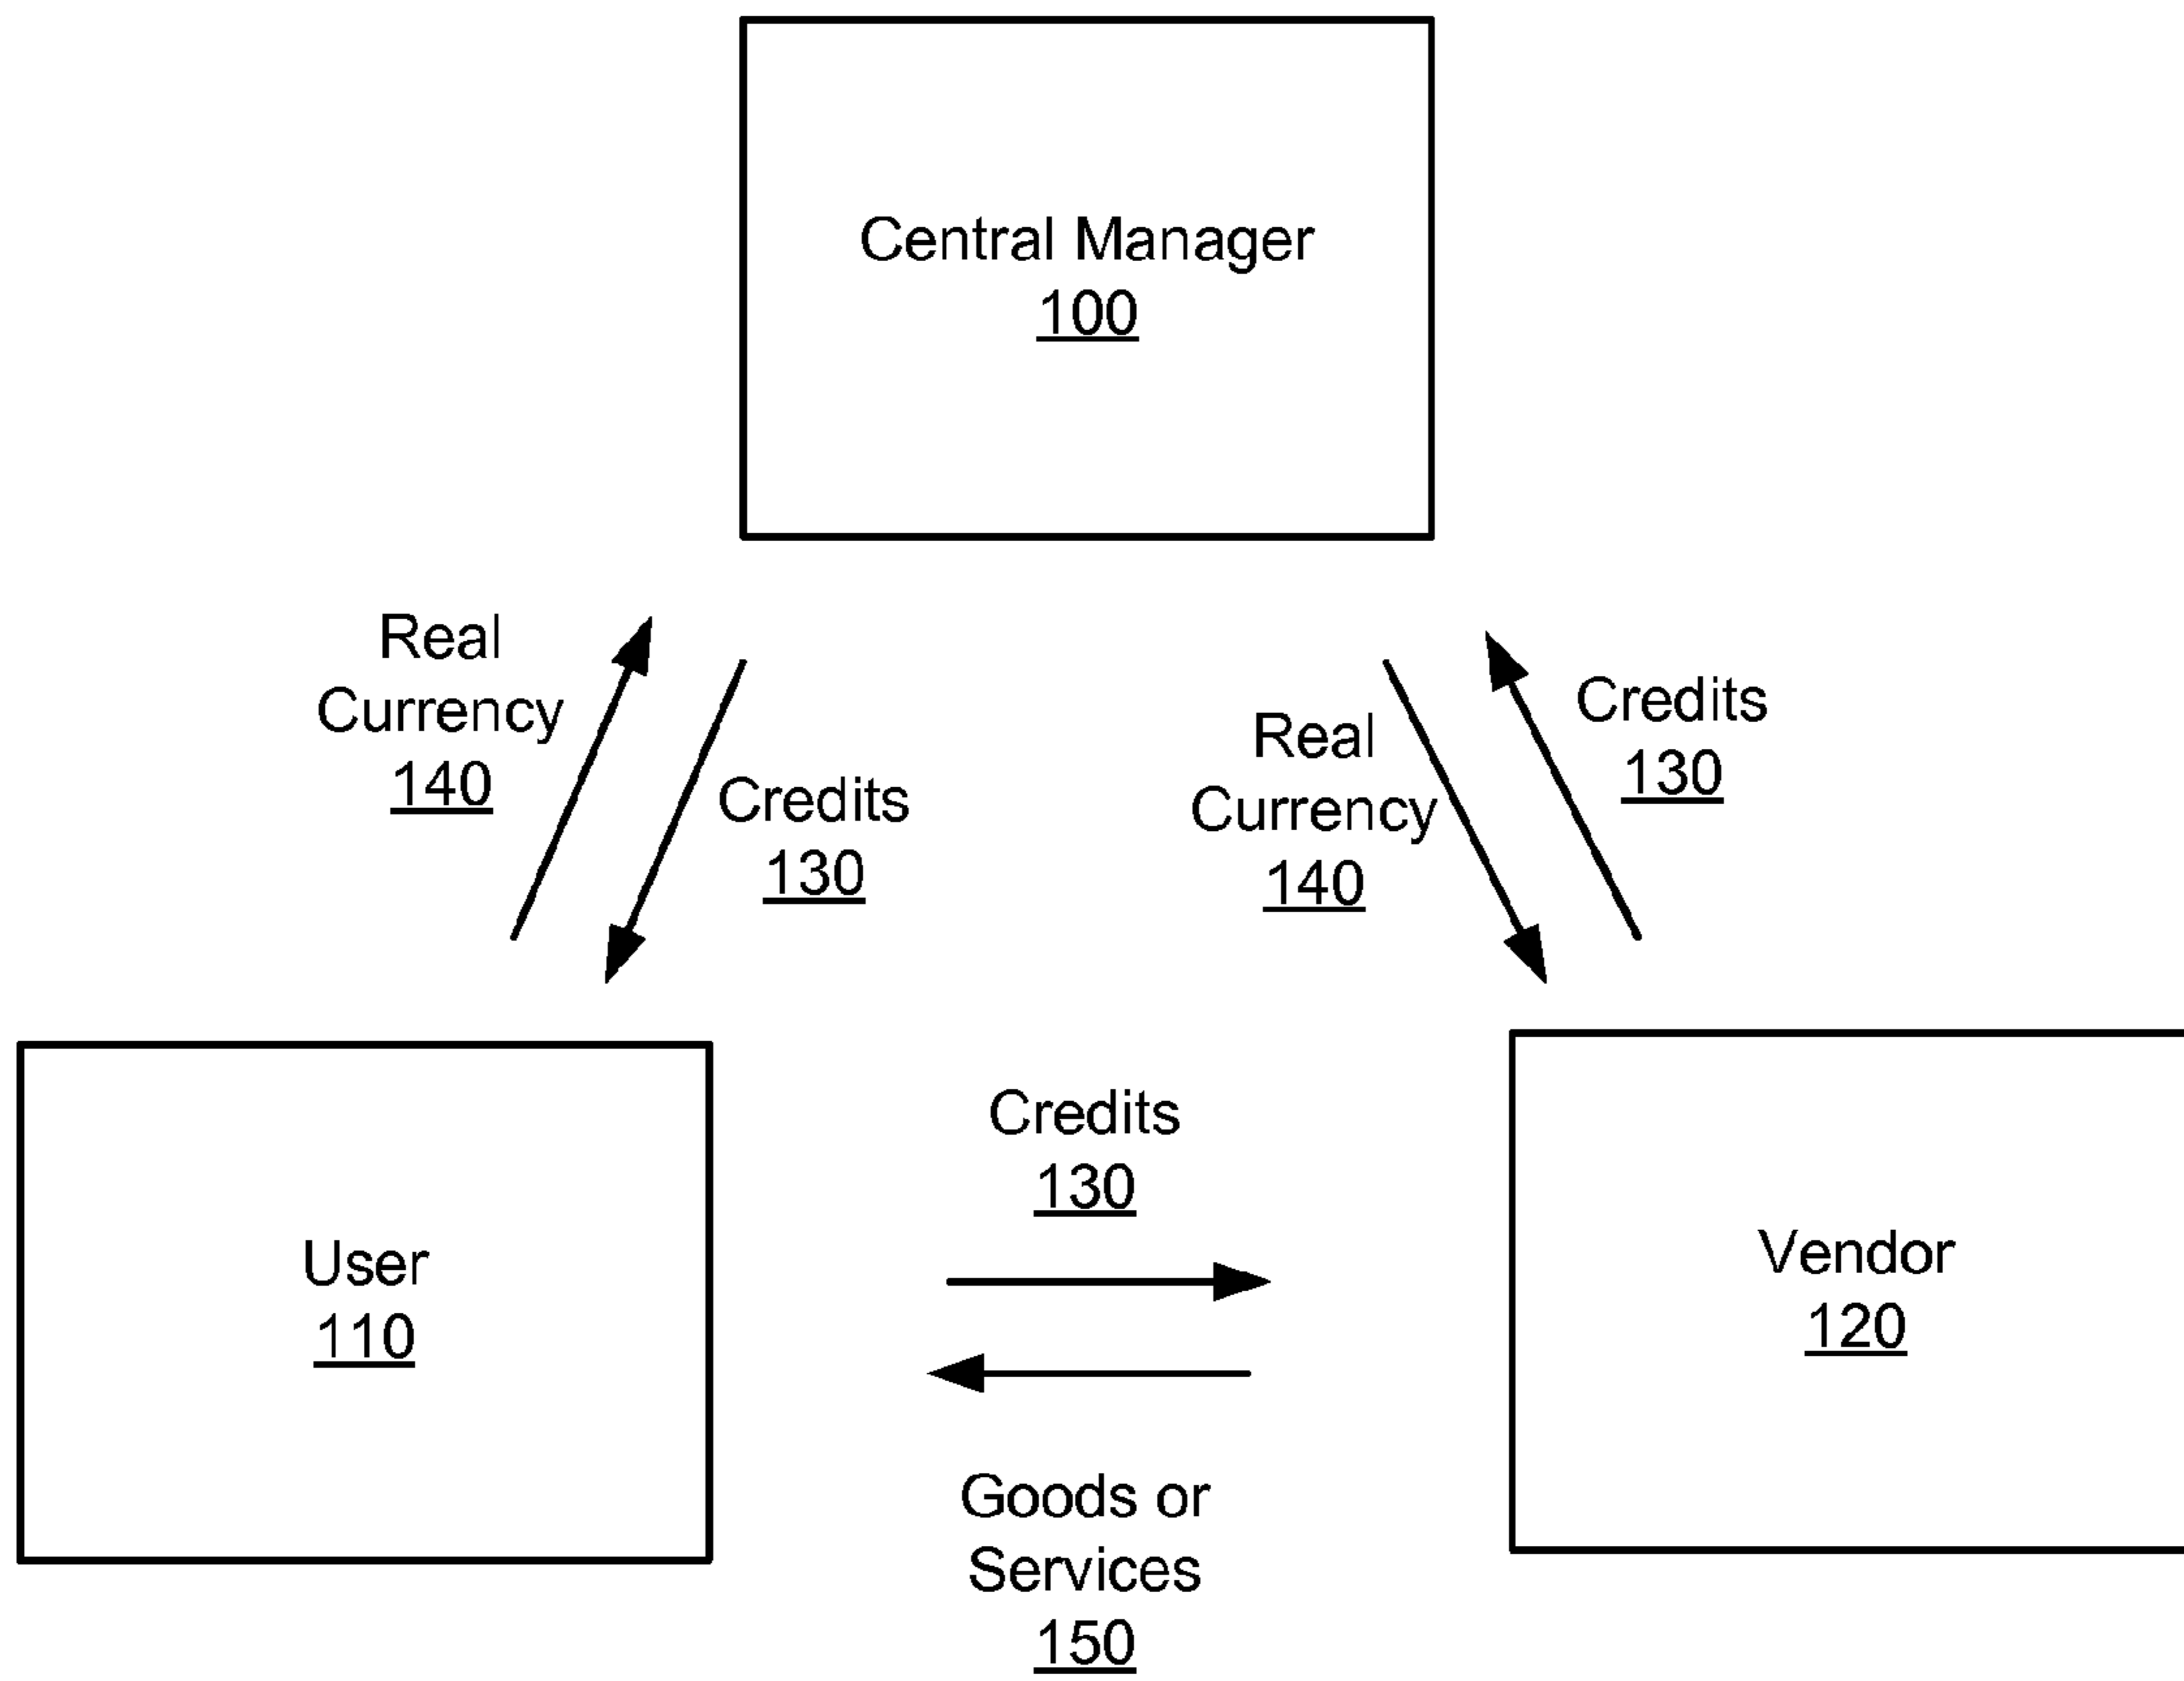 Central Manager
100
Real
Currency
140
Credits
130
Real
Currency
140
Credits
130
User
110
Credits
130
Goods or
Services
150
Vendor
120